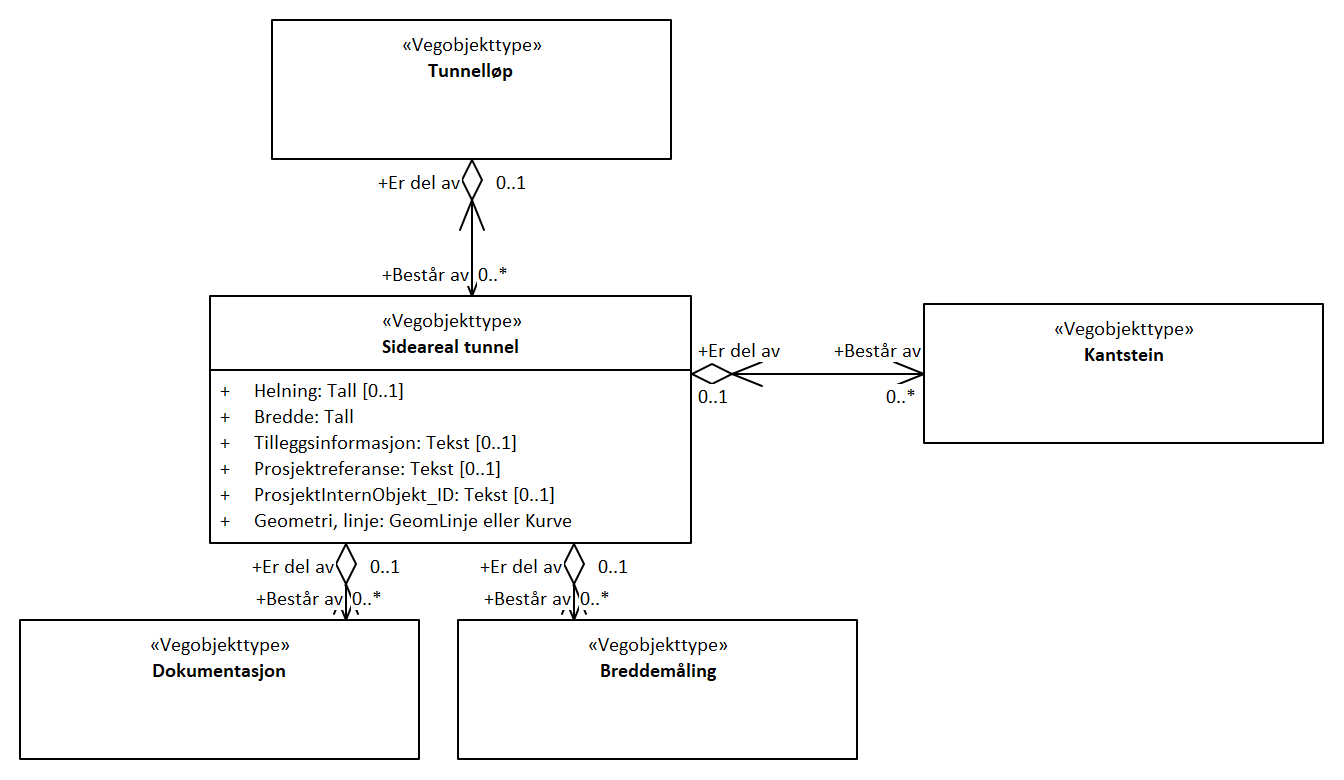 «Vegobjekttype»
Tunnelløp
+Er del av 0..1
+Består av 0..*
«Vegobjekttype»
Sideareal tunnel
+ Helning: Tall [0..1]
+ Bredde: Tall
+ Tilleggsinformasjon: Tekst [0..1]
+ Prosjektreferanse: Tekst [0..1]
+ ProsjektInternObjekt_ID: Tekst [0..1]
+ Geometri, linje: GeomLinje eller Kurve
+Er del av +Består av
0..1 0..*
«Vegobjekttype»
Kantstein
+Er del av 0..1 +Er del av 0..1
+Består av 0..* +Består av 0..*
«Vegobjekttype»
Dokumentasjon
«Vegobjekttype»
Breddemåling